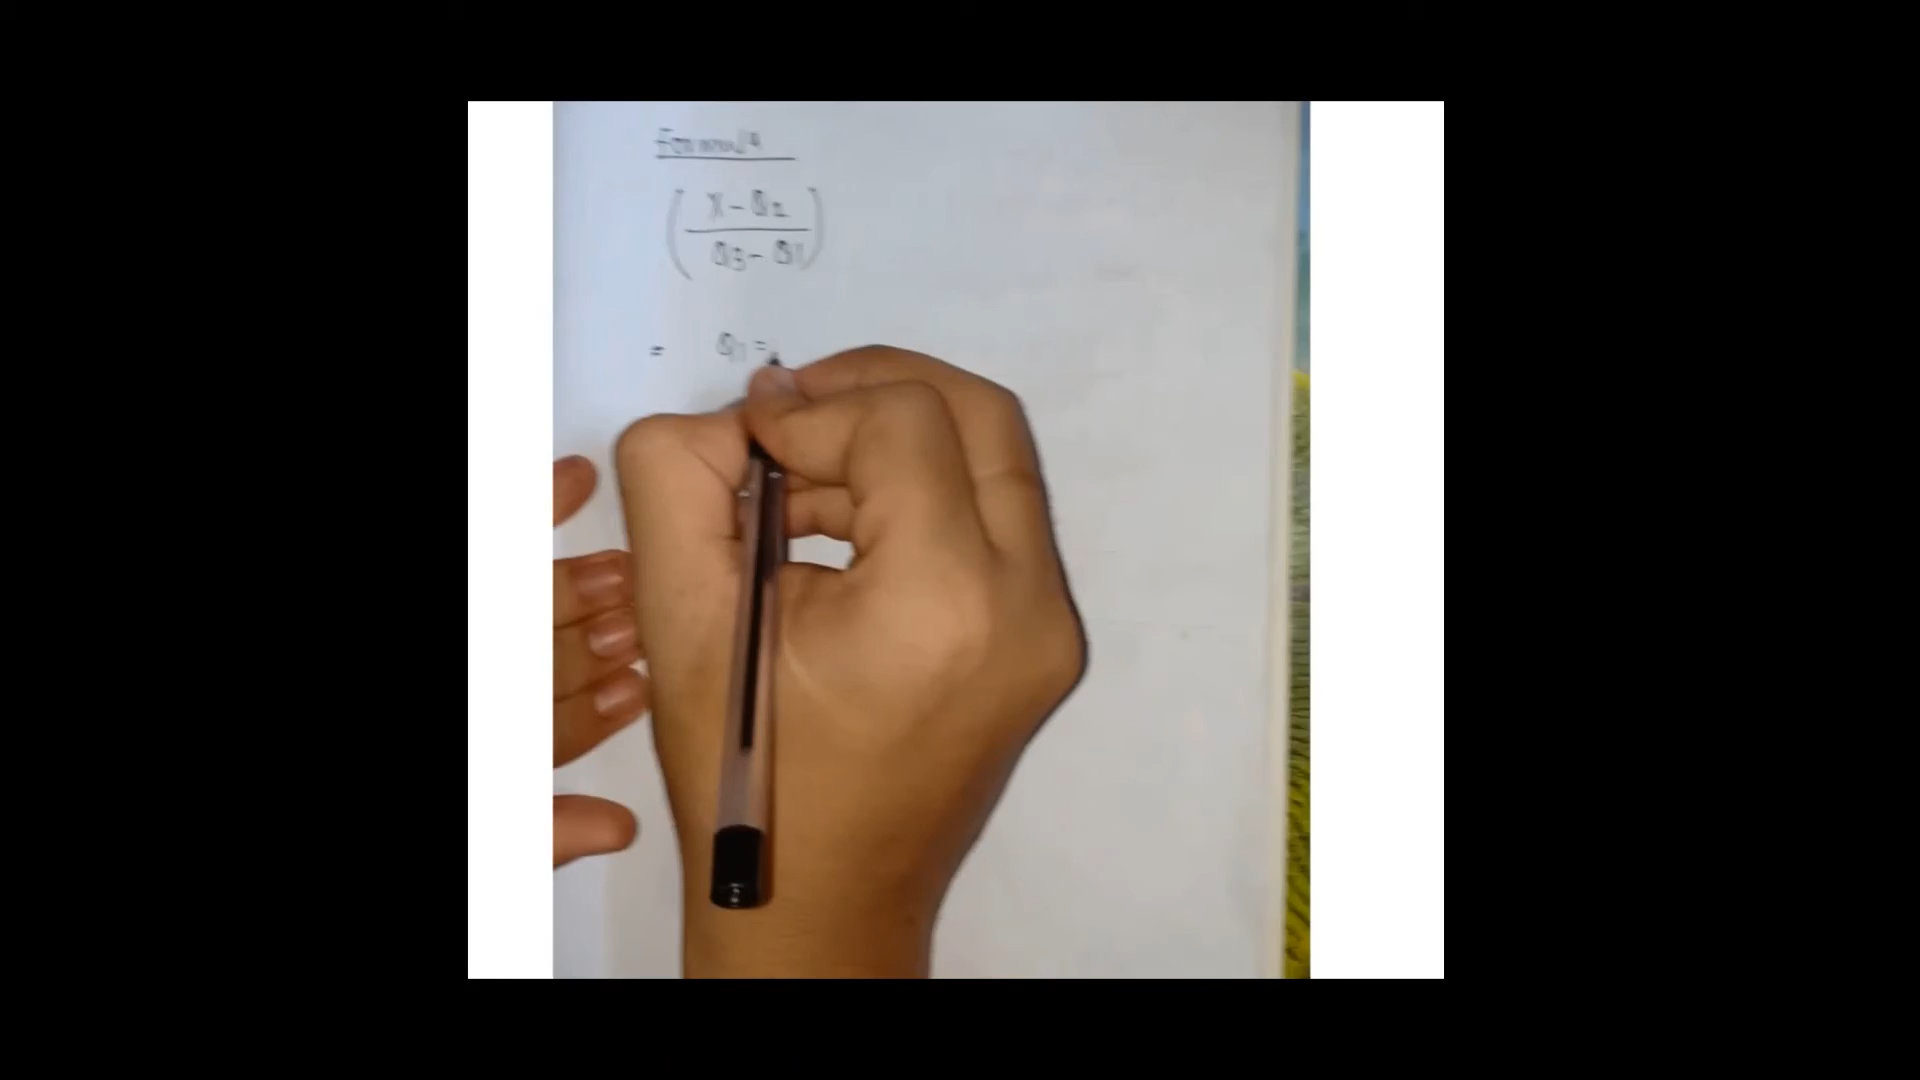 Formula
( X - Q2
Q3 - Q1 )
= Q1 =